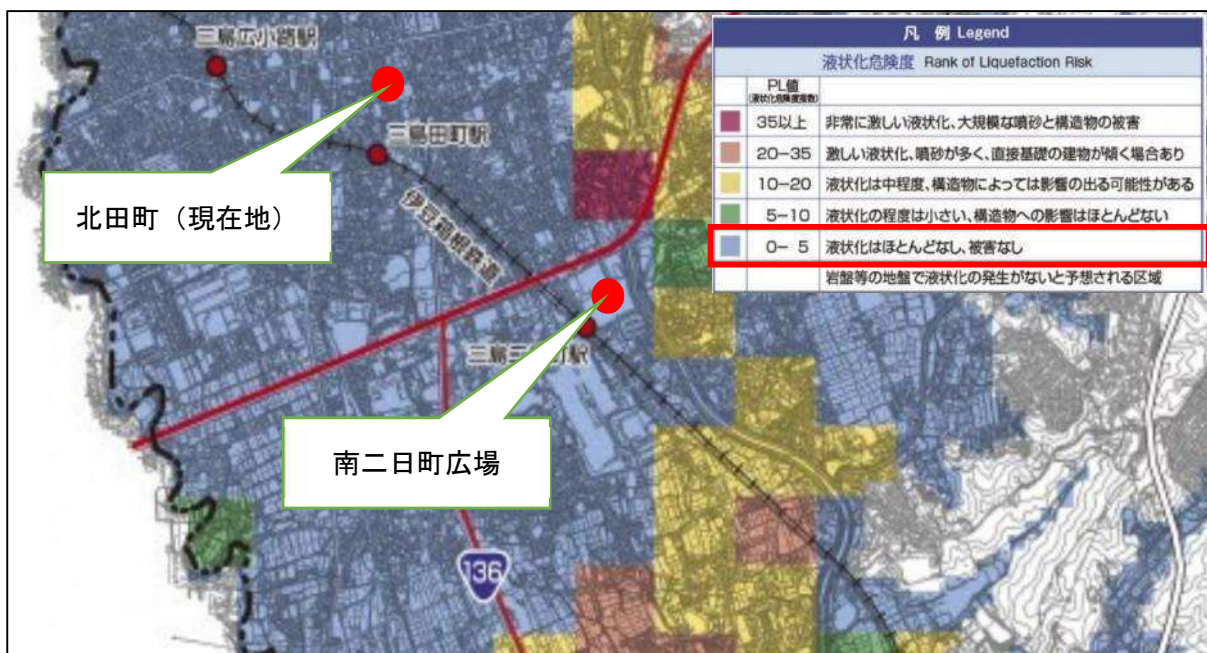 三島広小路駅
三島田町駅
北田町（現在地）
伊豆箱根鉄道
南二日町広場
136
凡 例 Legend
液状化危険度 Rank of Liquefaction Risk
PL値
(液状化危険度指数)
35以上 非常に激しい液状化、大規模な噴砂と構造物の被害
20－35 激しい液状化、噴砂が多く、直接基礎の建物が傾く場合あり
10－20 液状化は中程度、構造物によっては影響の出る可能性がある
5－10 液状化の程度は小さい、構造物への影響はほとんどない
0－ 5 液状化はほとんどなし、被害なし
岩盤等の地盤で液状化の発生がないと予想される区域